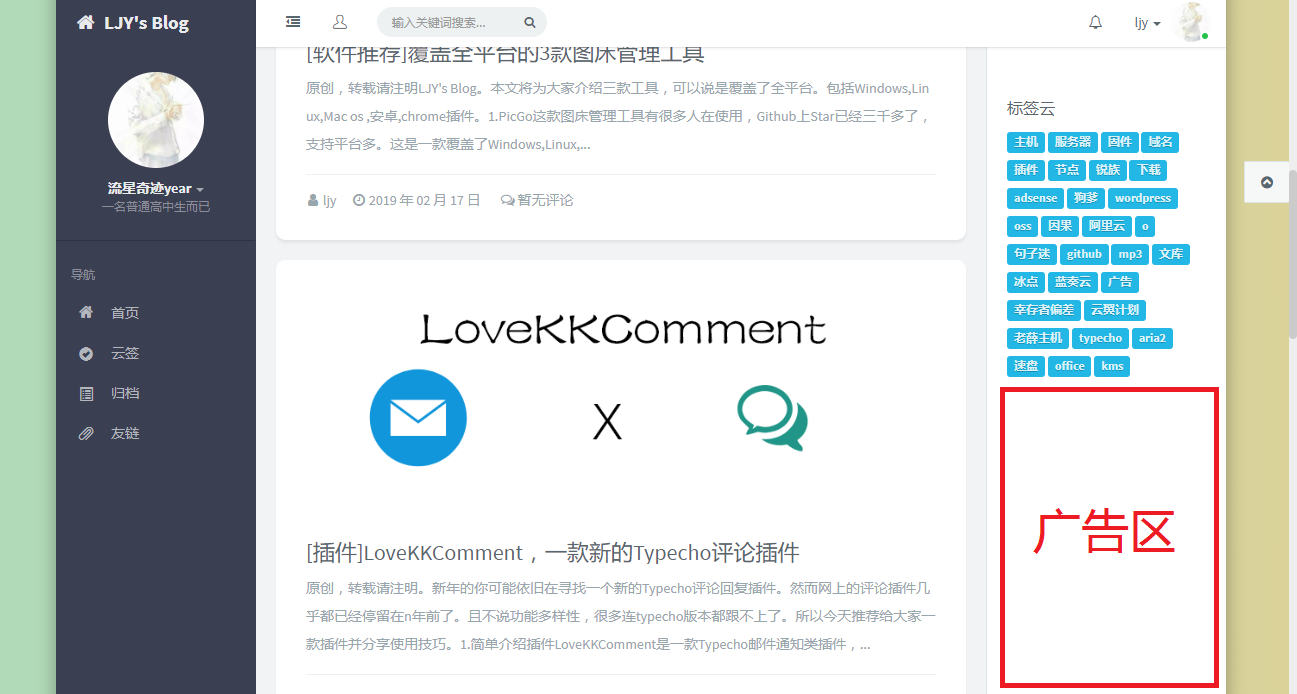 LJY's Blog
流星奇迹year
一名普通高中生而已
导航
首页
云签
归档
友链
输入关键词搜索...
ljy
[软件推荐]覆盖全平台的3款图床管理工具
原创，转载请注明LJY's Blog。本文将为大家介绍三款工具，可以说是覆盖了全平台。包括Windows,Lin
ux,Mac os ,安卓,chrome插件。1.PicGo这款图床管理工具有很多人在使用，Github上Star已经三千多了，
支持平台多。这是一款覆盖了Windows,Linux,...
ljy 2019 年 02 月 17 日 暂无评论
LoveKKComment
X
[插件]LoveKKComment，一款新的Typecho评论插件
原创，转载请注明。新年的你可能依旧在寻找一个新的Typecho评论回复插件。然而网上的评论插件几
乎都已经停留在n年前了。且不说功能多样性，很多连typecho版本都跟不上了。所以今天推荐给大家一
款插件并分享使用技巧。1.简单介绍插件LoveKKComment是一款Typecho邮件通知类插件，...
标签云
主机 服务器 固件 域名
插件 节点 锐族 下载
adsense 狗爹 wordpress
oss 因果 阿里云 o
句子迷 github mp3 文库
冰点 蓝奏云 广告
幸存者偏差 云翼计划
老薛主机 typecho aria2
速盘 office kms
广告区